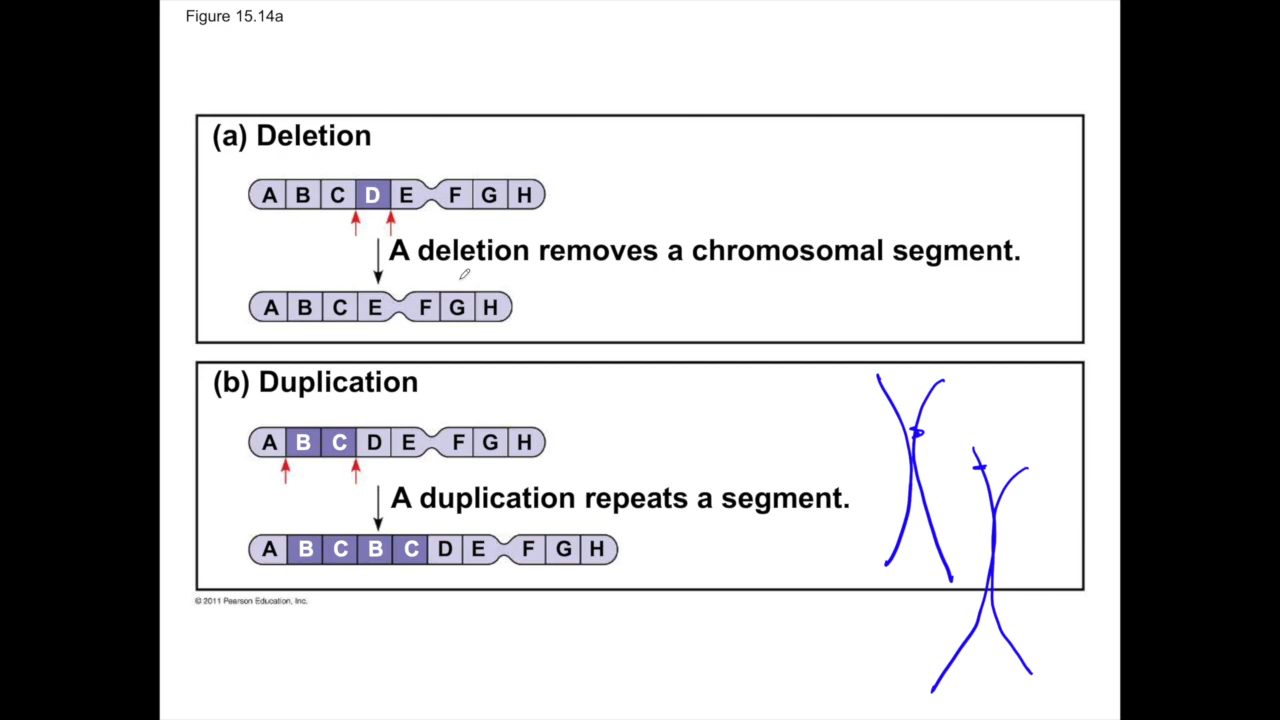 Figure 15.14a
(a) Deletion
A B C D E F G H
A deletion removes a chromosomal segment.
A B C E F G H
(b) Duplication
A B C D E F G H
A duplication repeats a segment.
A B C B C D E F G H
© 2011 Pearson Education, Inc.